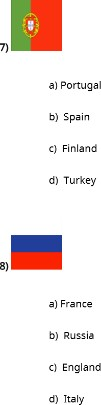 7)
a) Portugal
b) Spain
c) Finland
d) Turkey
8)
a) France
b) Russia
c) England
d) Italy